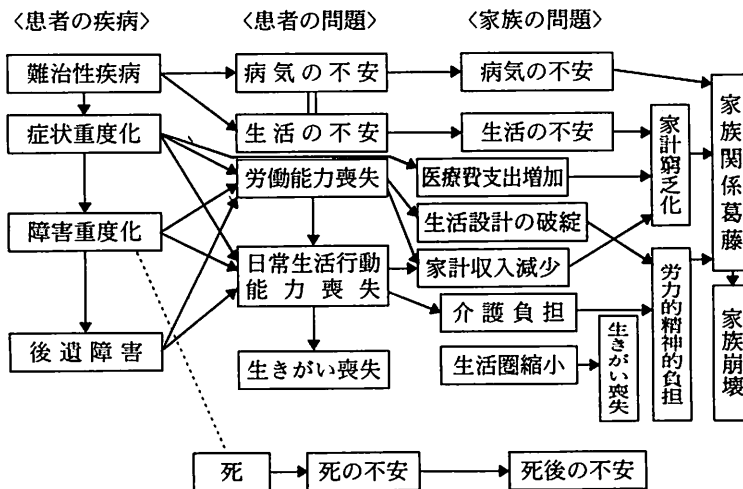 〈患者の疾病〉 〈患者の問題〉 〈家族の問題〉
難治性疾病 病気の不安 病気の不安
症状重度化 生活の不安 生活の不安
労働能力喪失 医療費支出増加
障害重度化 生活設計の破綻
日常生活行動
能力喪失
家計収入減少
介護負担
後遺障害 生きがい喪失 生活圏縮小
生きがい喪失
家計窮乏化
労力的精神的負担
家族関係葛藤
家族崩壊
死 死の不安 死後の不安